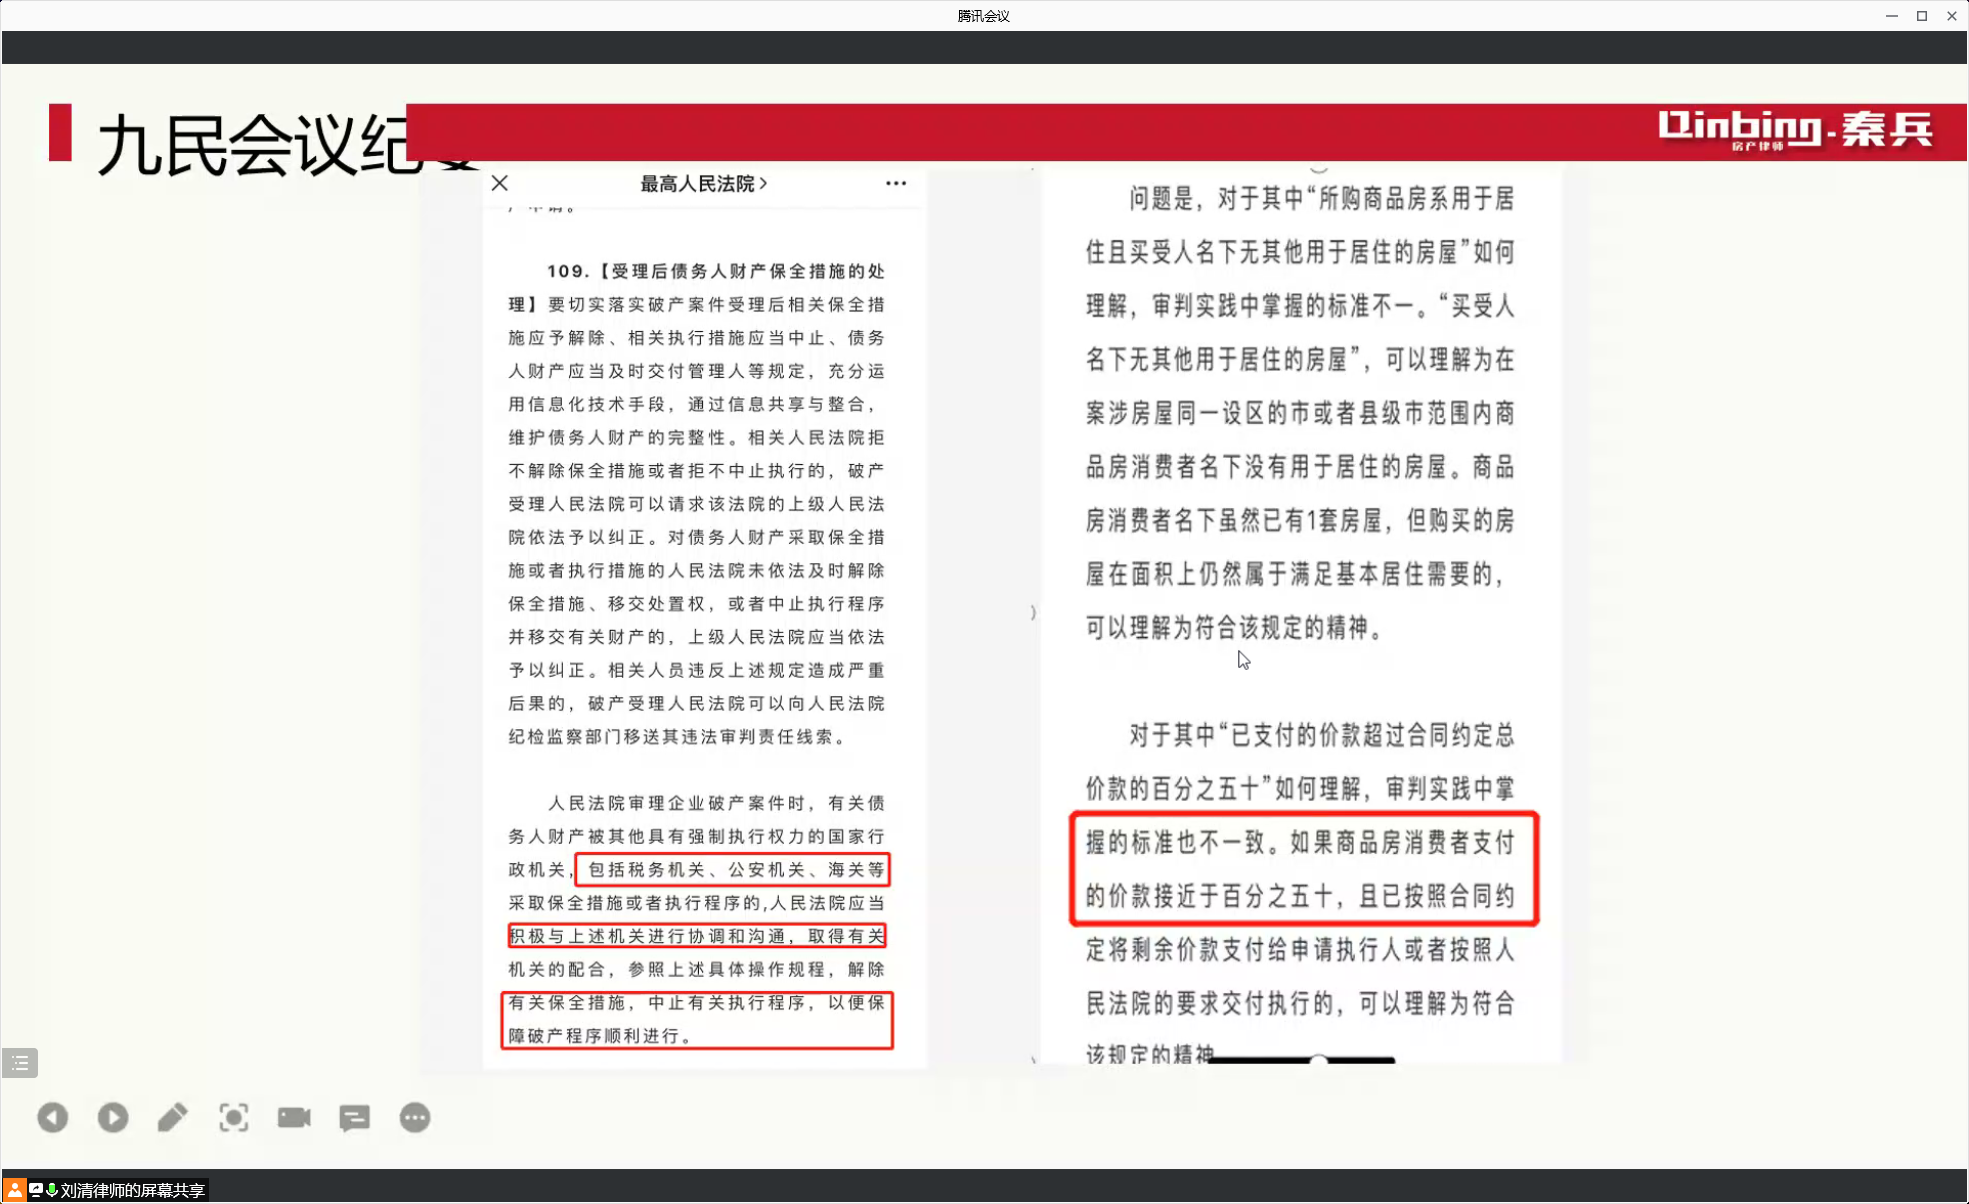 腾讯会议
九民会议纪要
Qinbing-秦兵
房产律师
最高人民法院
109.【受理后债务人财产保全措施的处
理】要切实落实破产案件受理后相关保全措
施应予解除、相关执行措施应当中止、债务
人财产应当及时交付管理人等规定，充分运
用信息化技术手段，通过信息共享与整合，
维护债务人财产的完整性。相关人民法院拒
不解除保全措施或者拒不中止执行的，破产
受理人民法院可以请求该法院的上级人民法
院依法予以纠正。对债务人财产采取保全措
施或者执行措施的人民法院未依法及时解除
保全措施、移交处置权，或者中止执行程序
并移交有关财产的，上级人民法院应当依法
予以纠正。相关人员违反上述规定造成严重
后果的，破产受理人民法院可以向人民法院
纪检监察部门移送其违法审判责任线索。
人民法院审理企业破产案件时，有关债
务人财产被其他具有强制执行权力的国家行
政机关，包括税务机关、公安机关、海关等
采取保全措施或者执行程序的,人民法院应当
积极与上述机关进行协调和沟通，取得有关
机关的配合，参照上述具体操作规程，解除
有关保全措施，中止有关执行程序，以便保
障破产程序顺利进行。
问题是，对于其中“所购商品房系用于居
住且买受人名下无其他用于居住的房屋”如何
理解，审判实践中掌握的标准不一。“买受人
名下无其他用于居住的房屋”，可以理解为在
案涉房屋同一设区的市或者县级市范围内商
品房消费者名下没有用于居住的房屋。商品
房消费者名下虽然已有1套房屋，但购买的房
屋在面积上仍然属于满足基本居住需要的，
可以理解为符合该规定的精神。
对于其中“已支付的价款超过合同约定总
价款的百分之五十”如何理解，审判实践中掌
握的标准也不一致。如果商品房消费者支付
的价款接近于百分之五十，且已按照合同约
定将剩余价款支付给申请执行人或者按照人
民法院的要求交付执行的，可以理解为符合
该规定的精神
刘清律师的屏幕共享